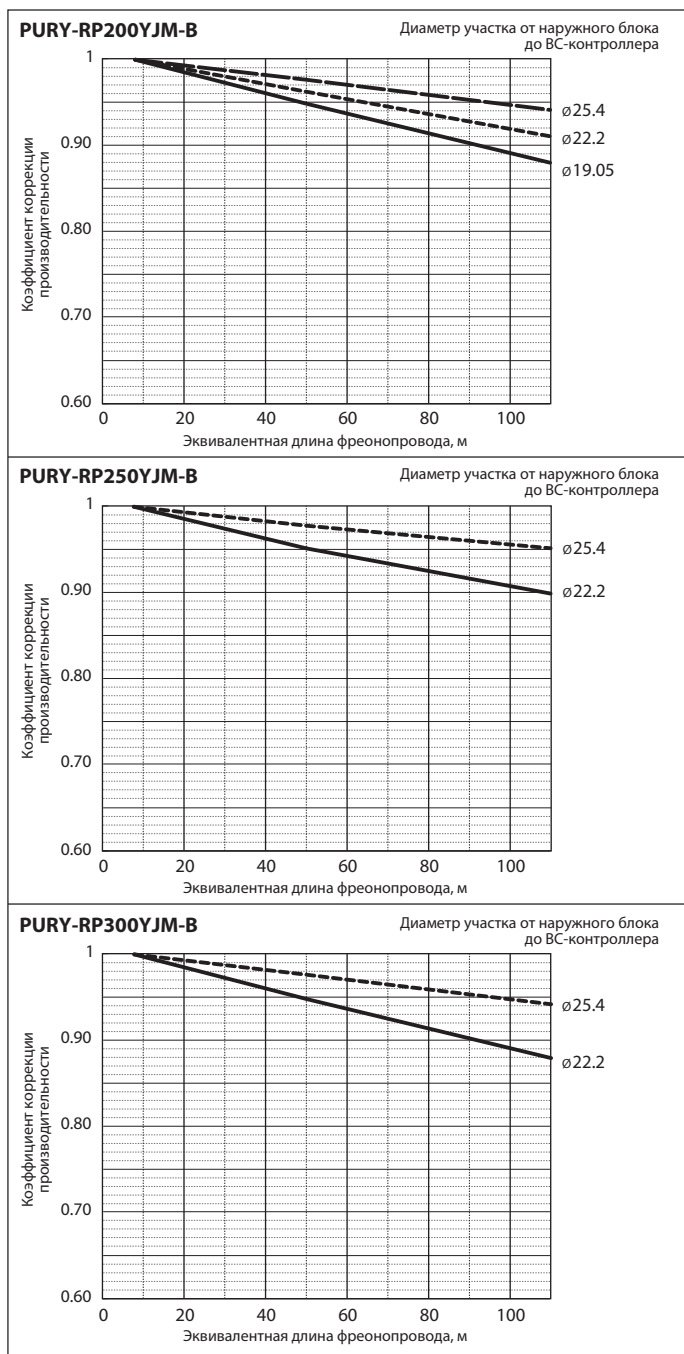 PURY-RP200YJM-B
Диаметр участка от наружного блока
до BC-контроллера
Коэффициент коррекции
производительности
1
0.90
0.80
0.70
0.60
ø25.4
ø22.2
ø19.05
0 20 40 60 80 100
Эквивалентная длина фреонопровода, м
PURY-RP250YJM-B
Диаметр участка от наружного блока
до BC-контроллера
Коэффициент коррекции
производительности
1
0.90
0.80
0.70
0.60
ø25.4
ø22.2
0 20 40 60 80 100
Эквивалентная длина фреонопровода, м
PURY-RP300YJM-B
Диаметр участка от наружного блока
до BC-контроллера
Коэффициент коррекции
производительности
1
0.90
0.80
0.70
0.60
ø25.4
ø22.2
0 20 40 60 80 100
Эквивалентная длина фреонопровода, м